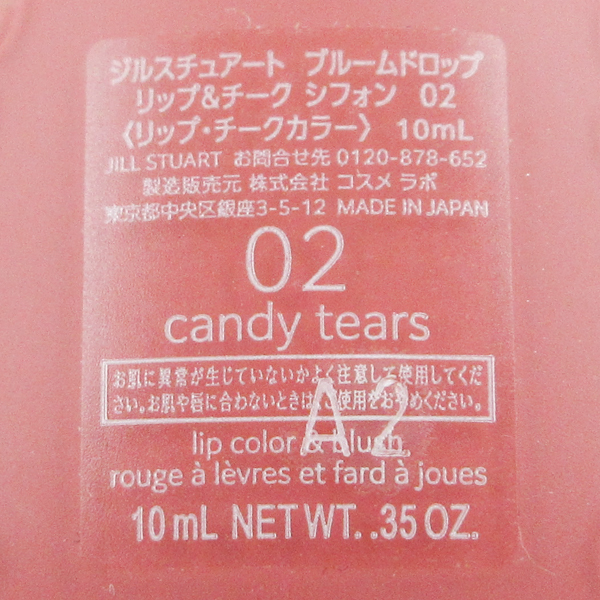 ジルスチュアート ブルームドロップ
リップ&チーク シフォン 02
〈リップ・チークカラー〉 10mL
JILL STUART お問合せ先 0120-878-652
製造販売元 株式会社 コスメ ラボ
東京都中央区銀座3-5-12 MADE IN JAPAN
02
candy tears
お肌に異常が生じていないかよく注意して使用してくだ
さい。お肌や唇に合わないときは、ご使用をおやめください。
A2
lip color & blush
rouge à lèvres et fard à joues
10 mL NET WT. .35 OZ.